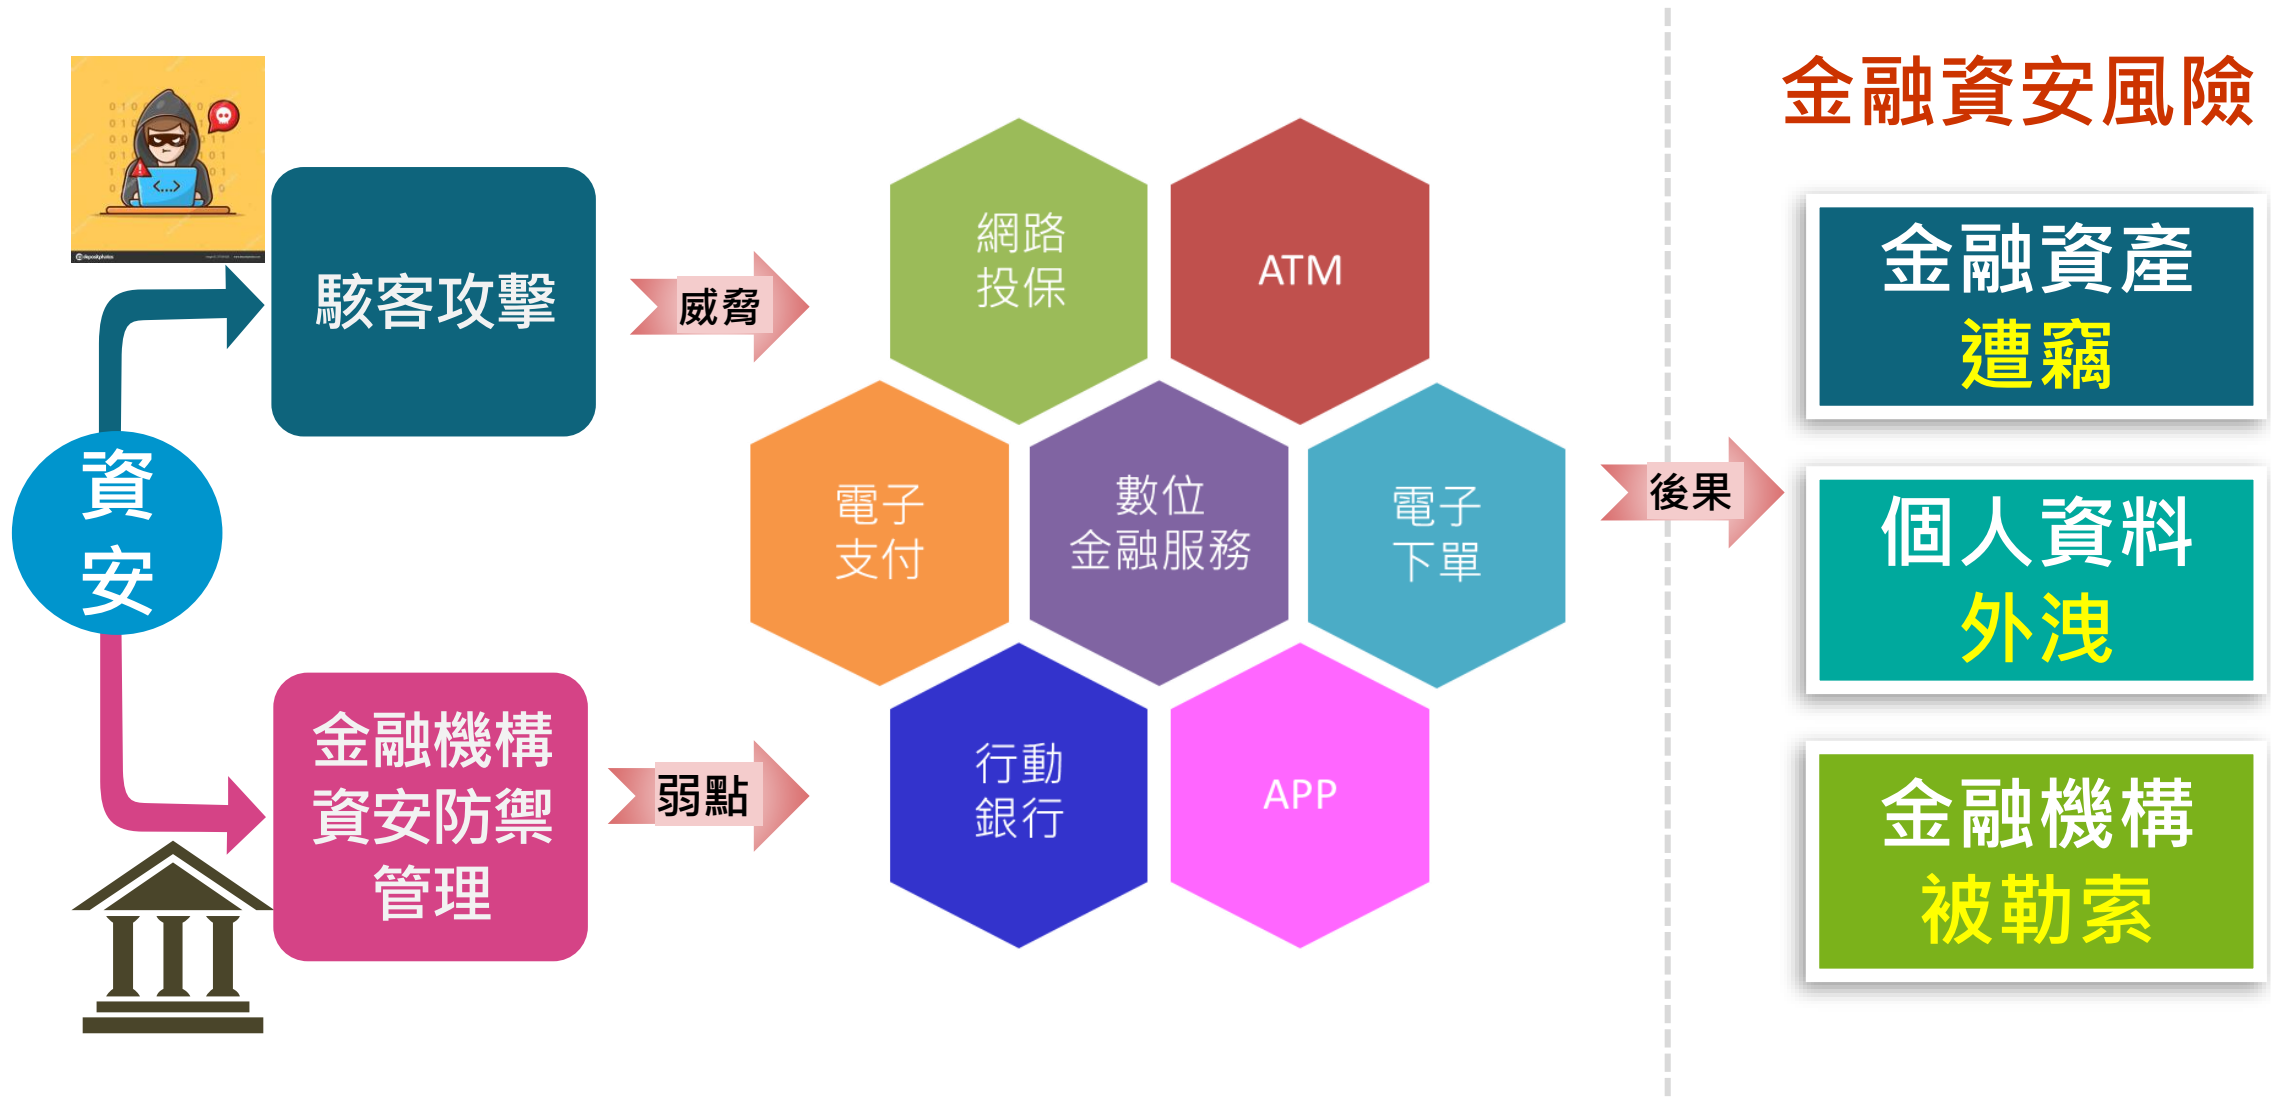 金融資安風險
駭客攻擊
威脅
網路
投保
ATM
金融資產
遭竊
資
安
電子
支付
數位
金融服務
電子
下單
後果
個人資料
外洩
金融機構
資安防禦
管理
弱點
行動
銀行
APP
金融機構
被勒索
depositphotos